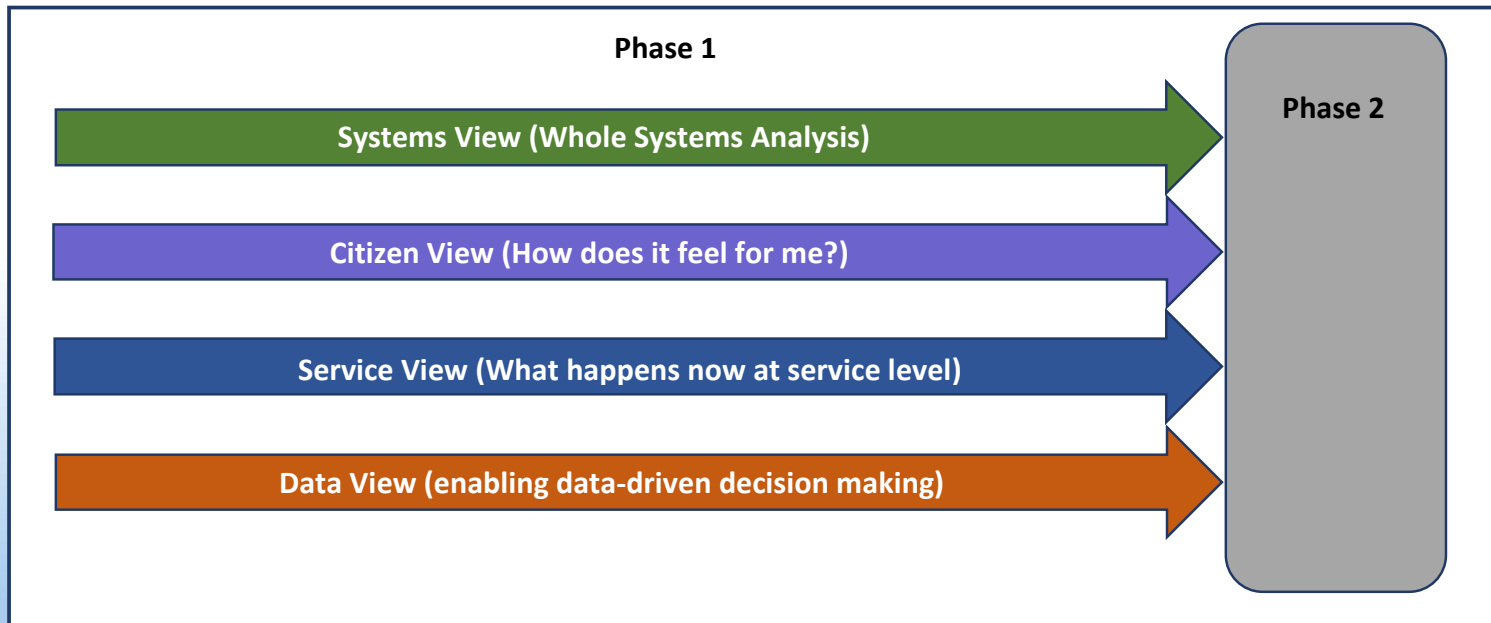 Phase 1
Phase 2
Systems View (Whole Systems Analysis)
Citizen View (How does it feel for me?)
Service View (What happens now at service level)
Data View (enabling data-driven decision making)